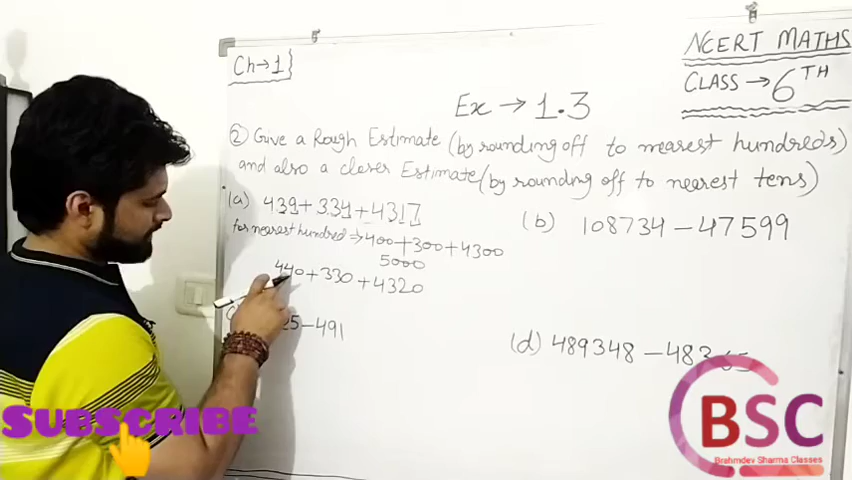 Ch→1}
NCERT MATHS
CLASS → 6TH
Ex → 1.3
② Give a Rough Estimate (by rounding off to nearest hundreds)
and also a closer Estimate (by rounding off to nearest tens)
(a) 439+334+4317
for nearest hundred ⇒ 400+300+4300
5000
440+330+4320
(b) 108734 - 47599
25-491
(d) 489348 - 48365
SUBSCRIBE
BSC
Brahmdev Sharma Classes